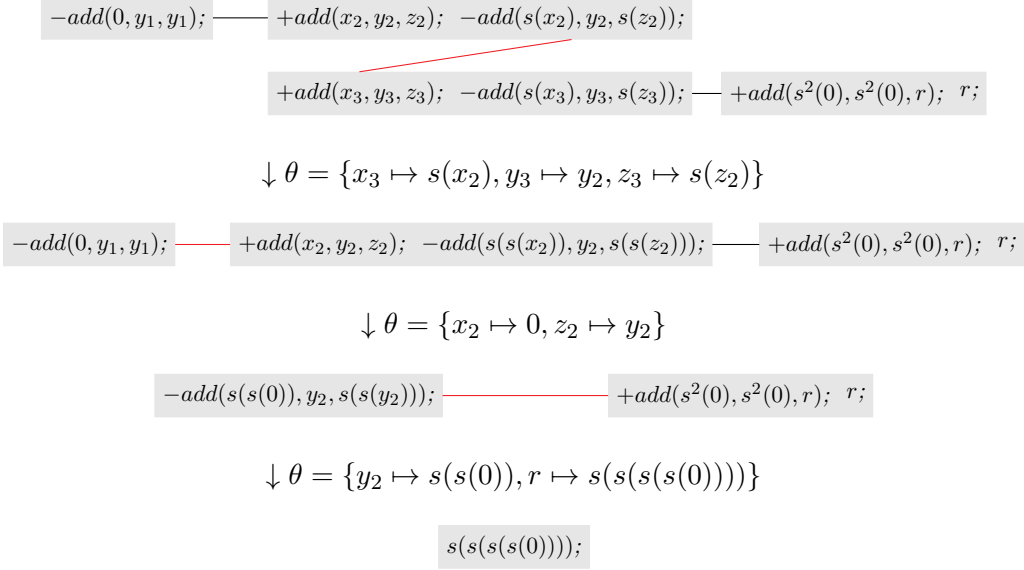 −add(0, y₁, y₁); +add(x₂, y₂, z₂); −add(s(x₂), y₂, s(z₂));
+add(x₃, y₃, z₃); −add(s(x₃), y₃, s(z₃)); +add(s²(0), s²(0), r); r;
↓ θ = {x₃ ↦ s(x₂), y₃ ↦ y₂, z₃ ↦ s(z₂)}
−add(0, y₁, y₁); +add(x₂, y₂, z₂); −add(s(s(x₂)), y₂, s(s(z₂))); +add(s²(0), s²(0), r); r;
↓ θ = {x₂ ↦ 0, z₂ ↦ y₂}
−add(s(s(0)), y₂, s(s(y₂))); +add(s²(0), s²(0), r); r;
↓ θ = {y₂ ↦ s(s(0)), r ↦ s(s(s(s(0))))}
s(s(s(s(0))));